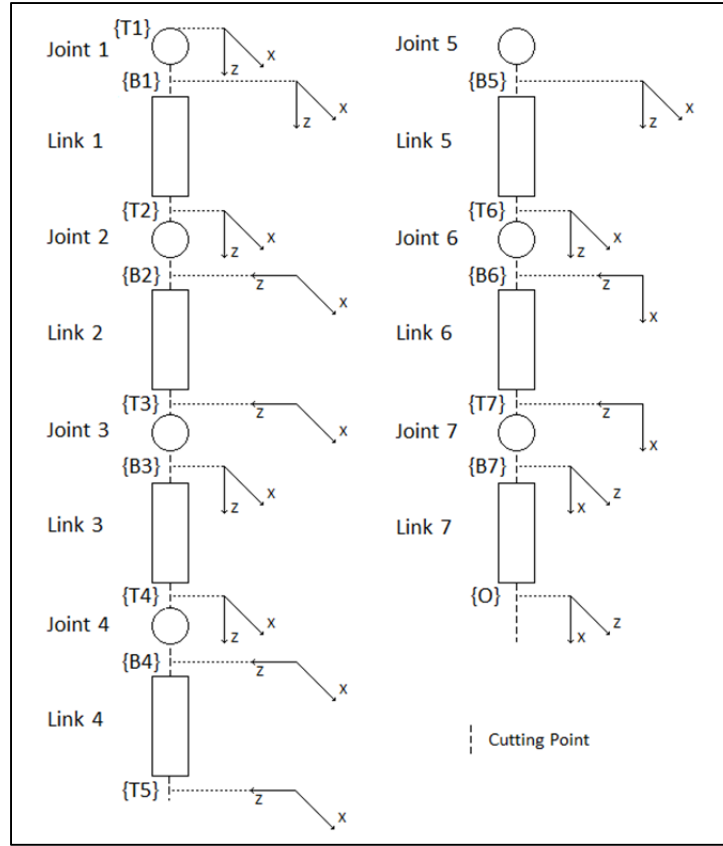 {T1}
Joint 1
z
x
{B1}
z
x
Link 1
{T2}
Joint 2
z
x
{B2}
z
x
Link 2
{T3}
z
x
Joint 3
{B3}
z
x
Link 3
{T4}
Joint 4
z
x
{B4}
z
x
Link 4
{T5}
z
x
Joint 5
{B5}
z
x
Link 5
{T6}
Joint 6
z
x
{B6}
z
x
Link 6
{T7}
z
x
Joint 7
{B7}
x
z
Link 7
{O}
x
z
Cutting Point